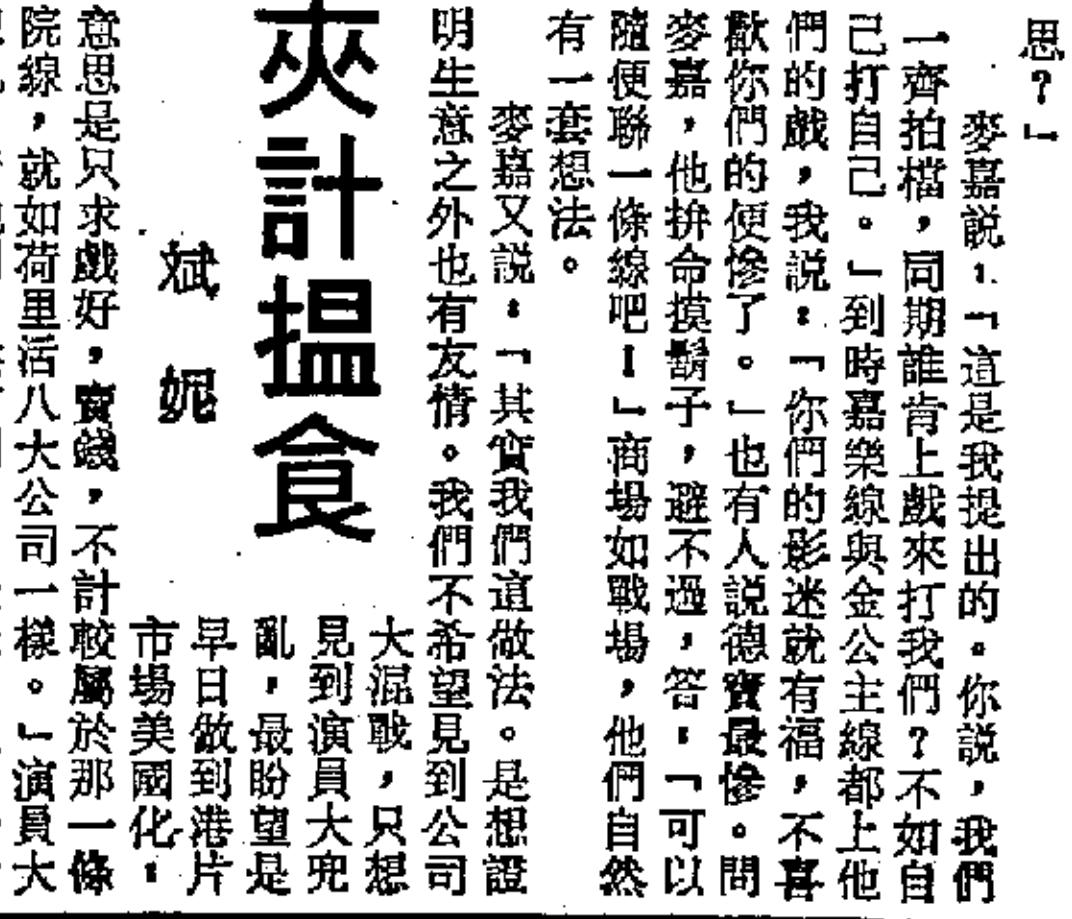 思？」
麥嘉説：「這是我提出的。你説，我們
一齊拍檔，同期誰肯上戲來打我們？不如自
己打自己。」到時嘉樂線與金公主線都上他
們的戲，我説：「你們的影迷就有福，不喜
歡你們的便慘了。」也有人説德寶最慘。問
麥嘉，他拚命摸鬍子，避不過，答：「可以
隨便聯一條線吧！」商場如戰場，他們自然
有一套想法。
麥嘉又説：「其實我們這做法。是想證
明生意之外也有友情。我們不希望見到公司
大混戰，只想
見到演員大兜
亂，最盼望是
早日做到港片
市場美國化：
夾計搵食
斌妮
意思是只求戲好，賣錢，不計較屬於那一條
院線，就如荷里活八大公司一樣。」演員大